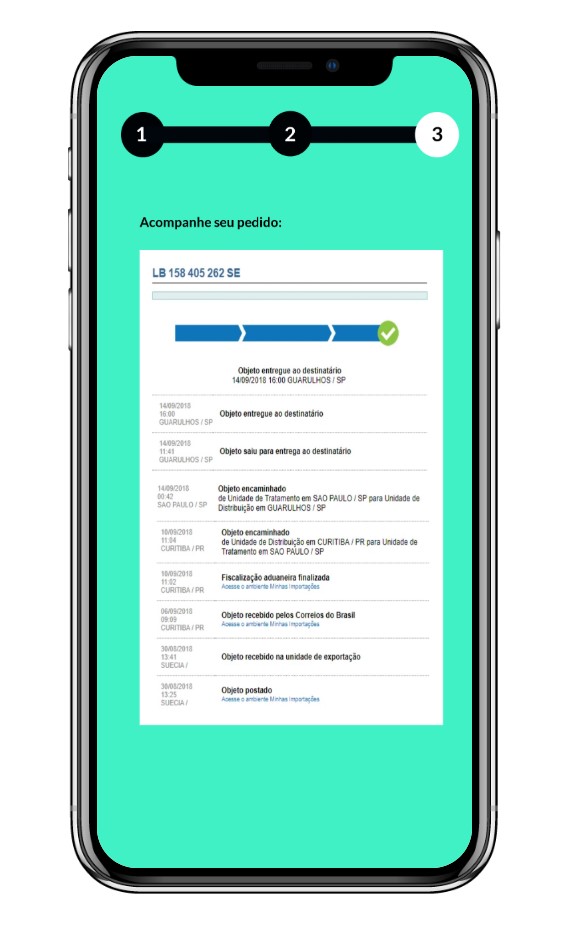 1 2 3
Acompanhe seu pedido:
LB 158 405 262 SE
Objeto entregue ao destinatário
14/09/2018 16:00 GUARULHOS / SP
14/09/2018
16:00
GUARULHOS / SP
Objeto entregue ao destinatário
14/09/2018
11:41
GUARULHOS / SP
Objeto saiu para entrega ao destinatário
14/09/2018
00:42
SAO PAULO / SP
Objeto encaminhado
de Unidade de Tratamento em SAO PAULO / SP para Unidade de
Distribuição em GUARULHOS / SP
10/09/2018
11:04
CURITIBA / PR
Objeto encaminhado
de Unidade de Distribuição em CURITIBA / PR para Unidade de
Tratamento em SAO PAULO / SP
10/09/2018
11:02
CURITIBA / PR
Fiscalização aduaneira finalizada
Acesse o ambiente Minhas Importações
06/09/2018
09:09
CURITIBA / PR
Objeto recebido pelos Correios do Brasil
Acesse o ambiente Minhas Importações
30/08/2018
13:41
SUECIA /
Objeto recebido na unidade de exportação
30/08/2018
13:25
SUECIA /
Objeto postado
Acesse o ambiente Minhas Importações